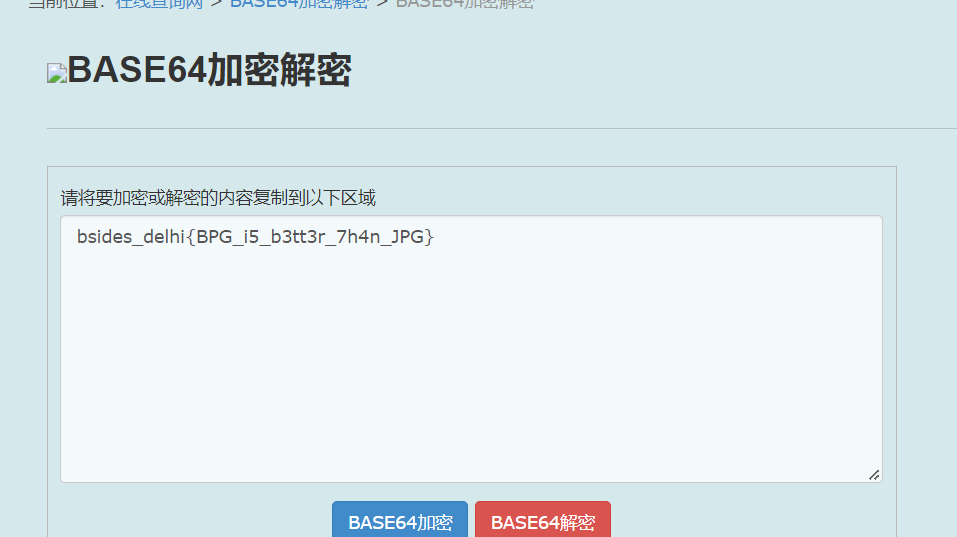 当前位置：在线查询网 > BASE64加密解密 > BASE64加密解密
BASE64加密解密
请将要加密或解密的内容复制到以下区域
bsides_delhi{BPG_i5_b3tt3r_7h4n_JPG}
BASE64加密 BASE64解密